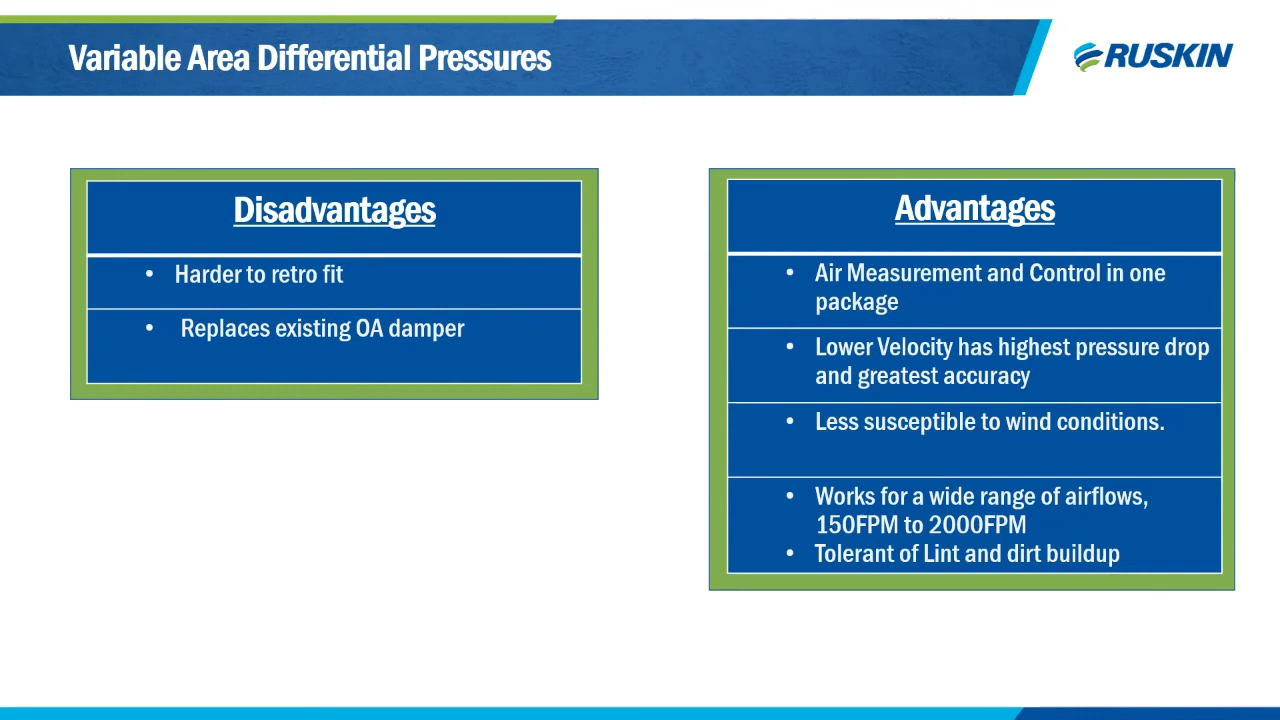 Variable Area Differential Pressures
RUSKIN
Disadvantages
• Harder to retro fit
• Replaces existing OA damper
Advantages
• Air Measurement and Control in one
package
• Lower Velocity has highest pressure drop
and greatest accuracy
• Less susceptible to wind conditions.
• Works for a wide range of airflows,
150FPM to 2000FPM
• Tolerant of Lint and dirt buildup